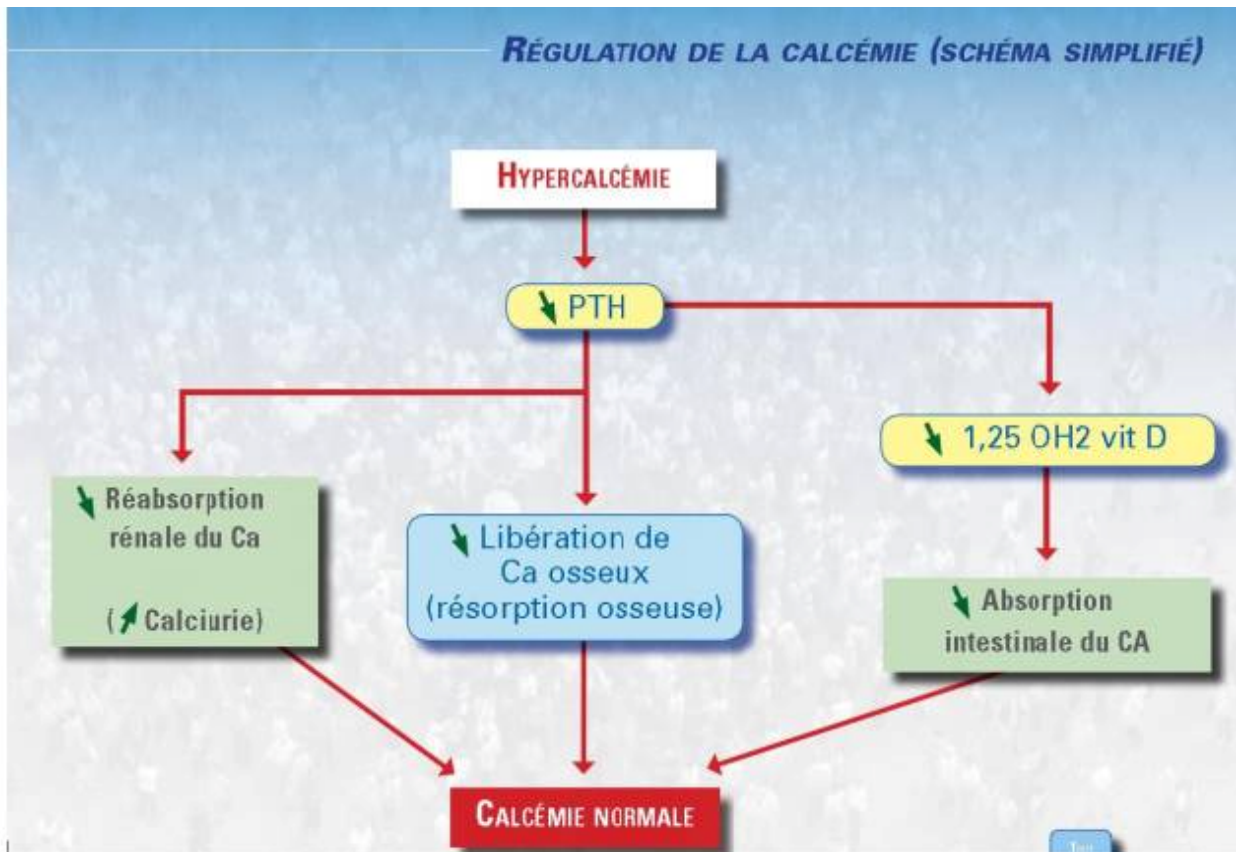 RÉGULATION DE LA CALCÉMIE (SCHÉMA SIMPLIFIÉ)
HYPERCALCÉMIE
PTH
1,25 OH2 vit D
Réabsorption
rénale du Ca
(Calciurie)
Libération de
Ca osseux
(résorption osseuse)
Absorption
intestinale du CA
CALCÉMIE NORMALE